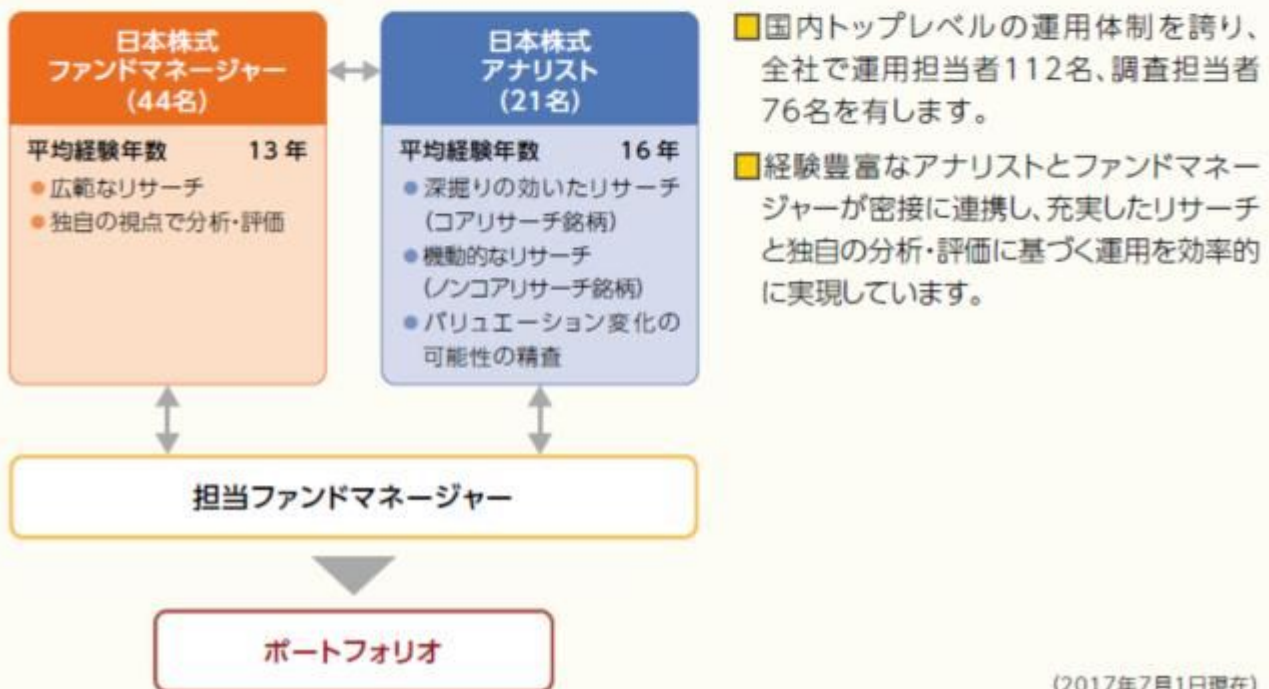 日本株式
ファンドマネージャー
(44名)
平均経験年数 13年
●広範なリサーチ
●独自の視点で分析・評価
日本株式
アナリスト
(21名)
平均経験年数 16年
●深掘りの効いたリサーチ
(コアリサーチ銘柄)
●機動的なリサーチ
(ノンコアリサーチ銘柄)
●バリュエーション変化の
可能性の精査
担当ファンドマネージャー
ポートフォリオ
■国内トップレベルの運用体制を誇り、
全社で運用担当者112名、調査担当者
76名を有します。
■経験豊富なアナリストとファンドマネー
ジャーが密接に連携し、充実したリサーチ
と独自の分析・評価に基づく運用を効率的
に実現しています。
(2017年7月1日現在)